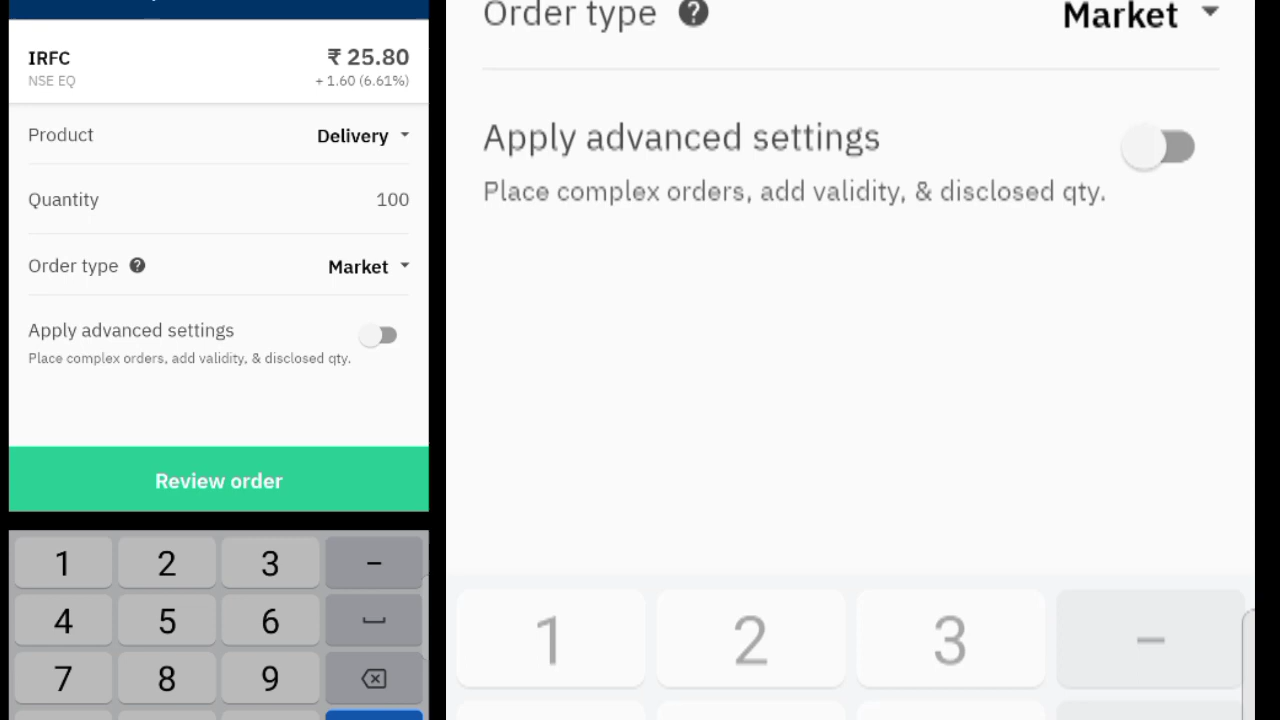 IRFC
₹ 25.80
NSE EQ
+ 1.60 (6.61%)
Product
Delivery
Quantity
100
Order type ?
Market
Apply advanced settings
Place complex orders, add validity, & disclosed qty.
Review order
1 2 3 –
4 5 6
7 8 9
Order type ?
Market
Apply advanced settings
Place complex orders, add validity, & disclosed qty.
1 2 3 –